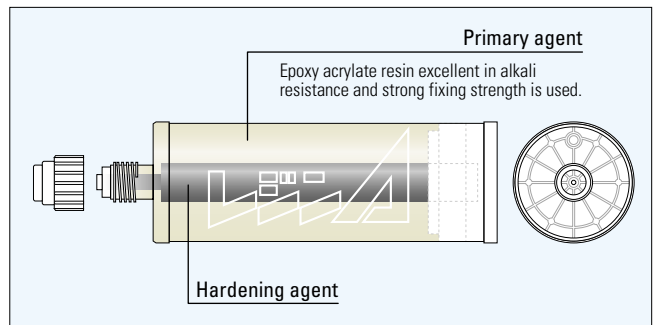 Primary agent
Epoxy acrylate resin excellent in alkali
resistance and strong fixing strength is used.
Hardening agent